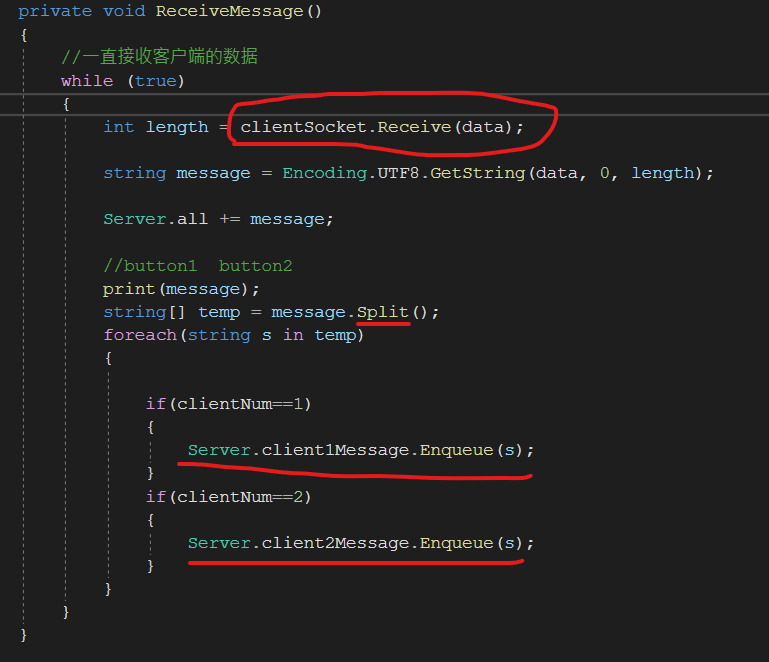 private void ReceiveMessage()
{
//一直接收客户端的数据
while (true)
{
int length = clientSocket.Receive(data);
string message = Encoding.UTF8.GetString(data, 0, length);
Server.all += message;
//button1  button2
print(message);
string[] temp = message.Split();
foreach(string s in temp)
{
if(clientNum==1)
{
Server.client1Message.Enqueue(s);
}
if(clientNum==2)
{
Server.client2Message.Enqueue(s);
}
}
}
}